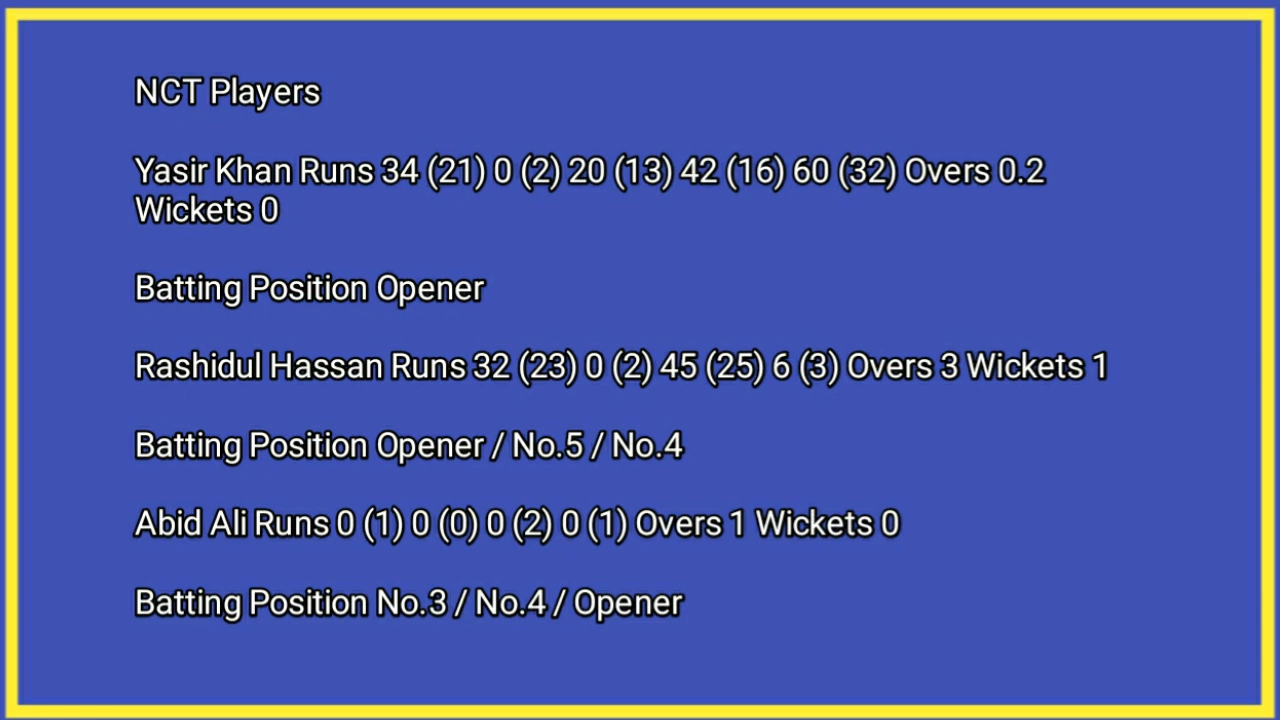 NCT Players
Yasir Khan Runs 34 (21) 0 (2) 20 (13) 42 (16) 60 (32) Overs 0.2
Wickets 0
Batting Position Opener
Rashidul Hassan Runs 32 (23) 0 (2) 45 (25) 6 (3) Overs 3 Wickets 1
Batting Position Opener / No.5 / No.4
Abid Ali Runs 0 (1) 0 (0) 0 (2) 0 (1) Overs 1 Wickets 0
Batting Position No.3 / No.4 / Opener